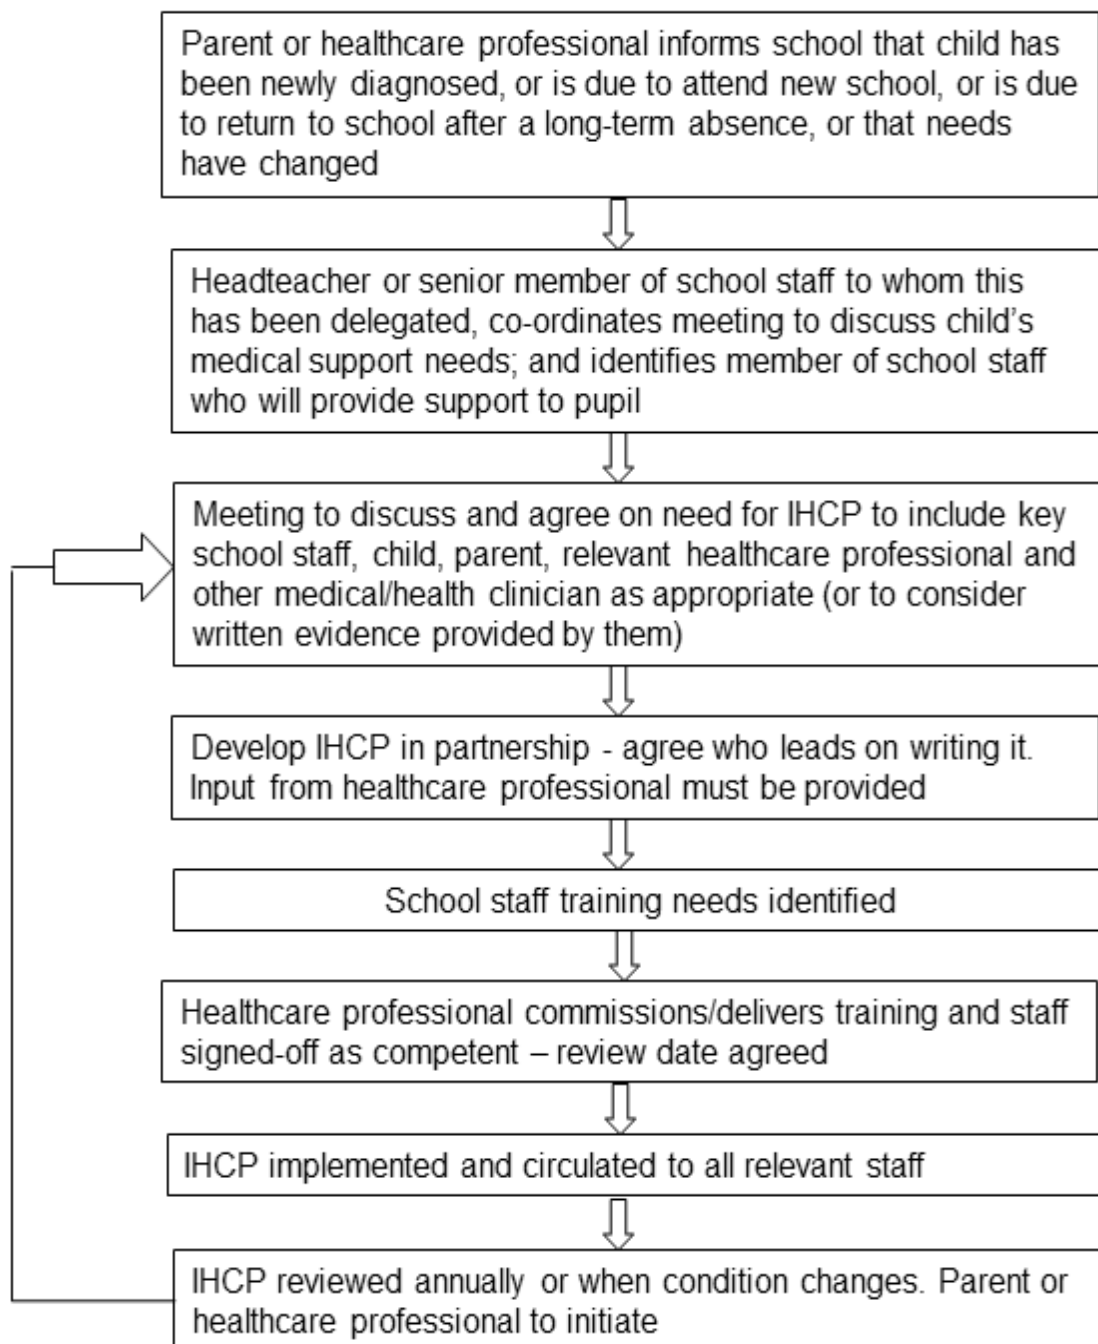 Parent or healthcare professional informs school that child has
been newly diagnosed, or is due to attend new school, or is due
to return to school after a long-term absence, or that needs
have changed
Headteacher or senior member of school staff to whom this
has been delegated, co-ordinates meeting to discuss child's
medical support needs; and identifies member of school staff
who will provide support to pupil
Meeting to discuss and agree on need for IHCP to include key
school staff, child, parent, relevant healthcare professional and
other medical/health clinician as appropriate (or to consider
written evidence provided by them)
Develop IHCP in partnership - agree who leads on writing it.
Input from healthcare professional must be provided
School staff training needs identified
Healthcare professional commissions/delivers training and staff
signed-off as competent – review date agreed
IHCP implemented and circulated to all relevant staff
IHCP reviewed annually or when condition changes. Parent or
healthcare professional to initiate